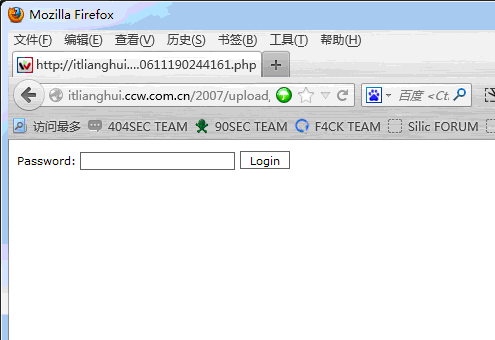 Mozilla Firefox
文件(F) 编辑(E) 查看(V) 历史(S) 书签(B) 工具(T) 帮助(H)
http://itlianghui....0611190244161.php
itlianghui.ccw.com.cn/2007/upload/ 百度 <Ct.
访问最多 404SEC TEAM 90SEC TEAM F4CK TEAM Silic FORUM
Password: Login